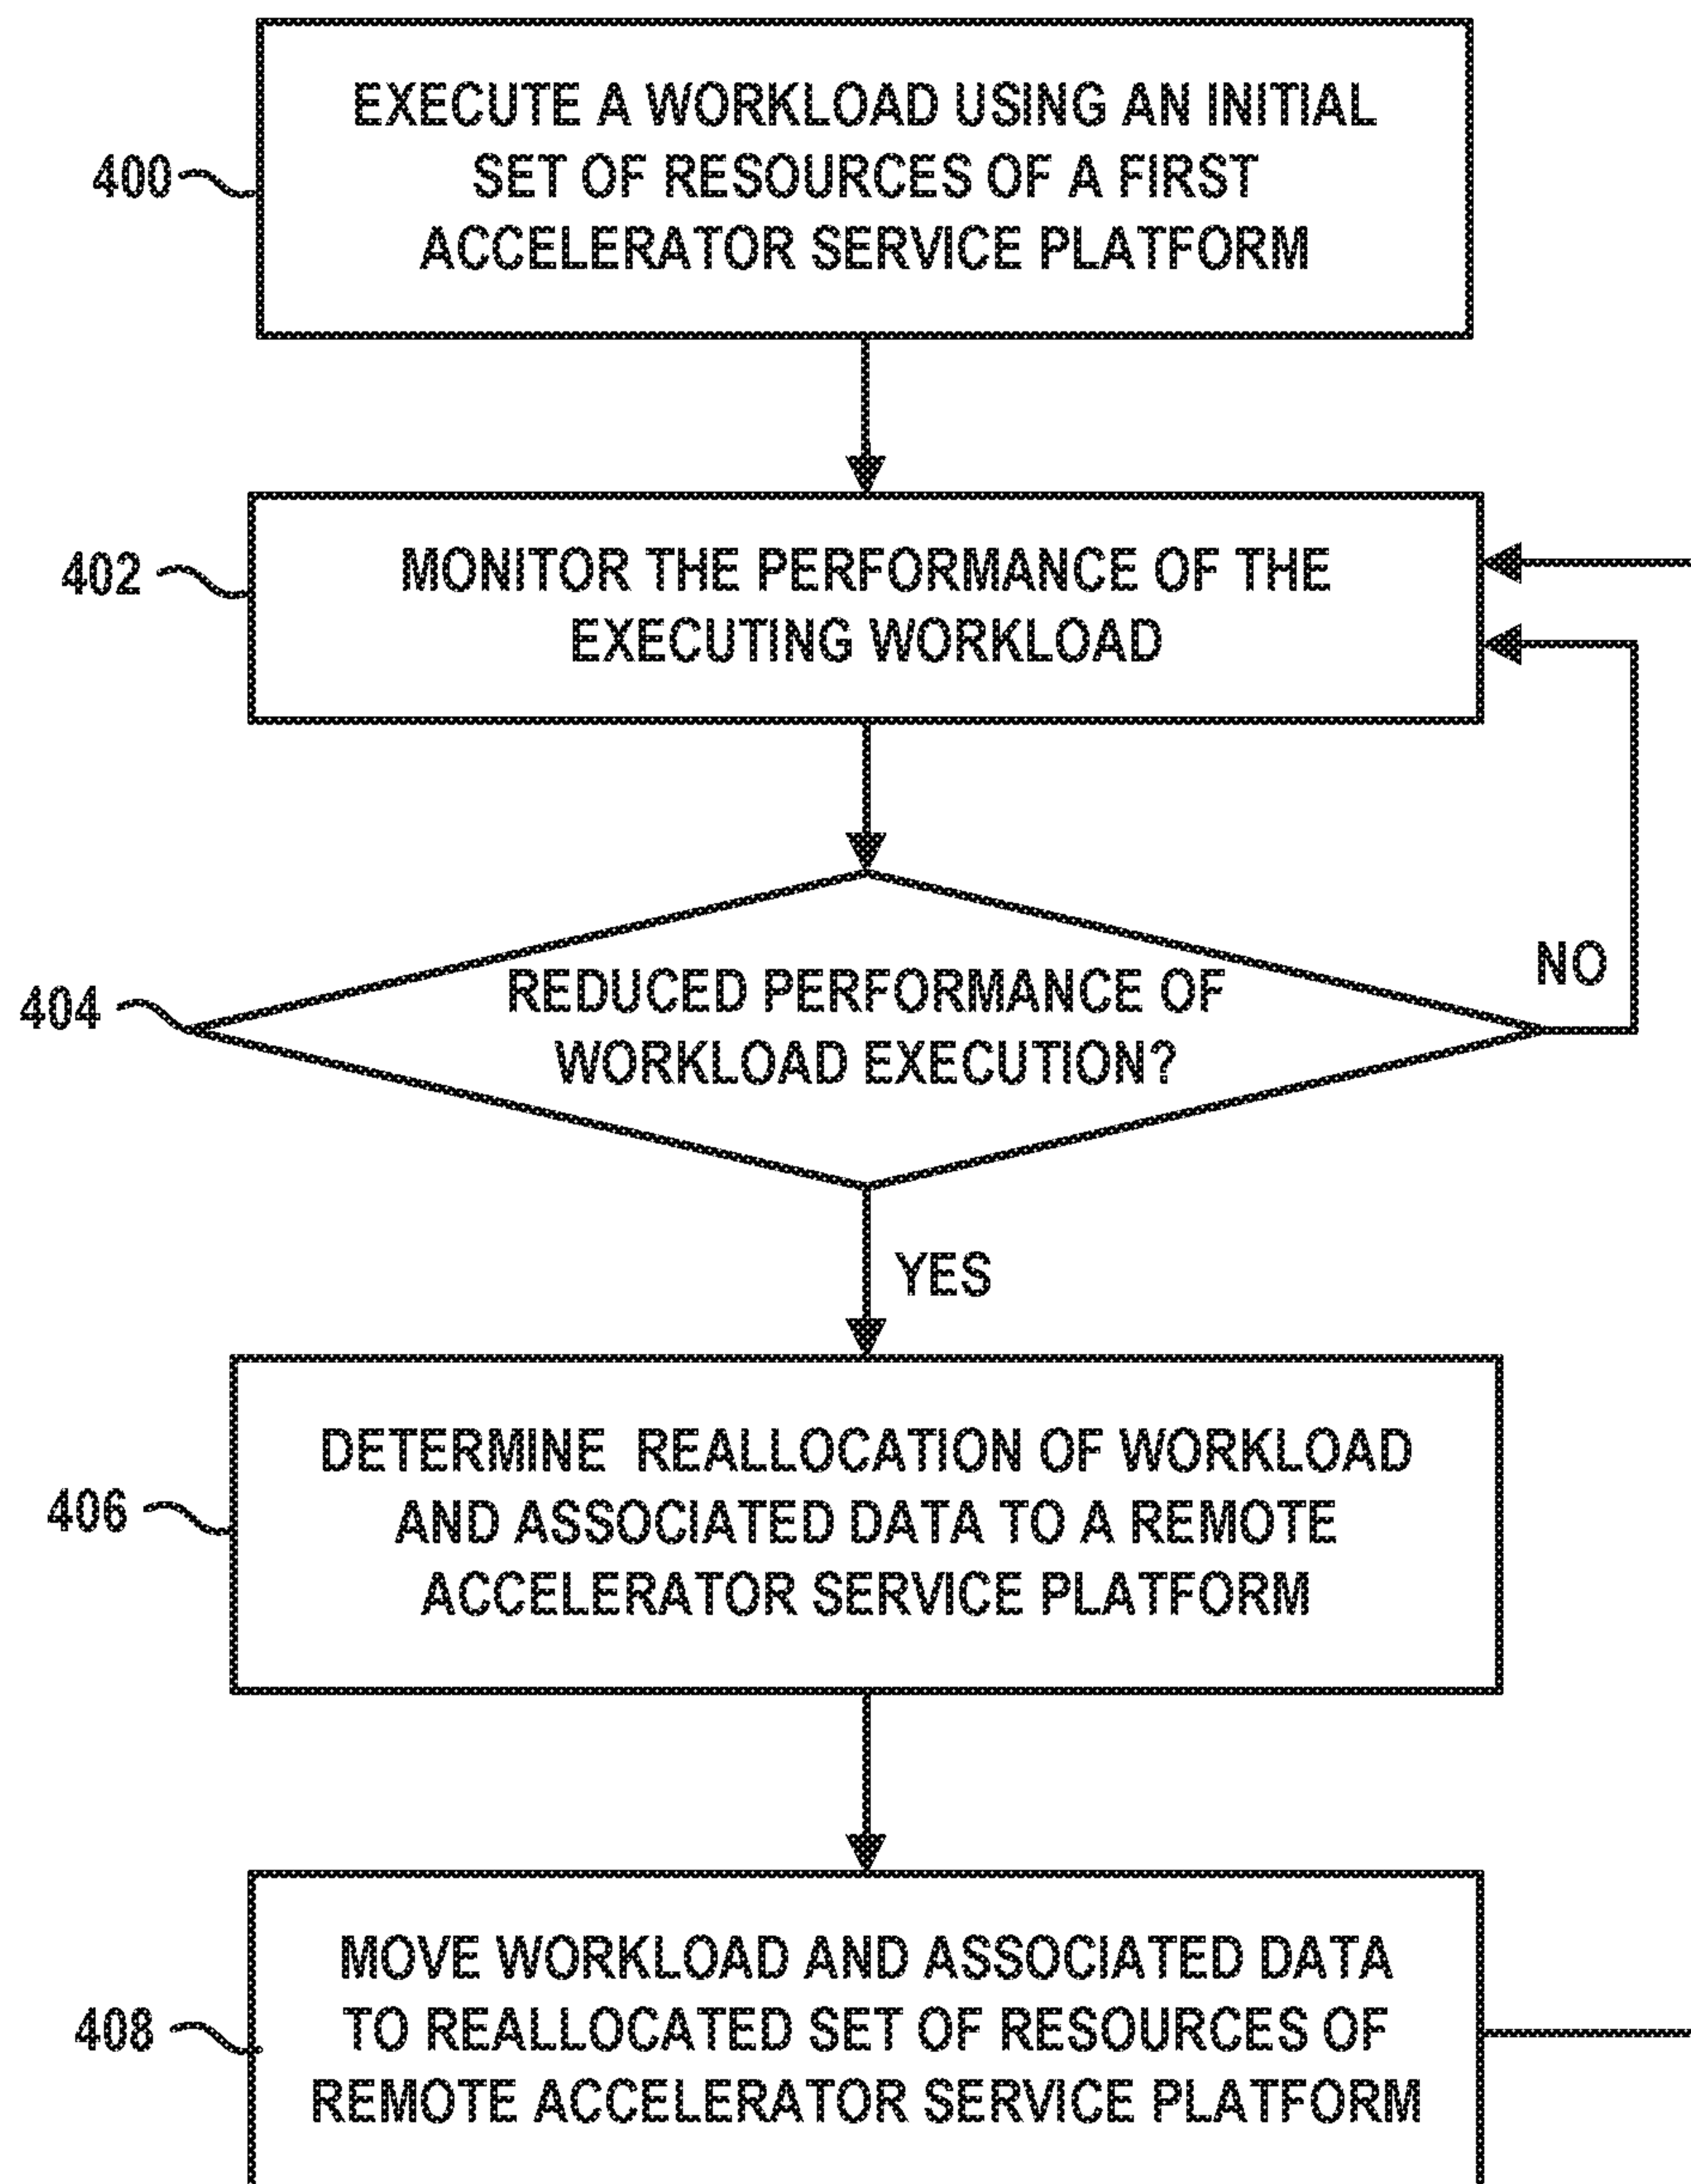 EXECUTE A WORKLOAD USING AN INITIAL
SET OF RESOURCES OF A FIRST
ACCELERATOR SERVICE PLATFORM
400
MONITOR THE PERFORMANCE OF THE
EXECUTING WORKLOAD
402
REDUCED PERFORMANCE OF
WORKLOAD EXECUTION?
404
NO
YES
DETERMINE REALLOCATION OF WORKLOAD
AND ASSOCIATED DATA TO A REMOTE
ACCELERATOR SERVICE PLATFORM
406
MOVE WORKLOAD AND ASSOCIATED DATA
TO REALLOCATED SET OF RESOURCES OF
REMOTE ACCELERATOR SERVICE PLATFORM
408